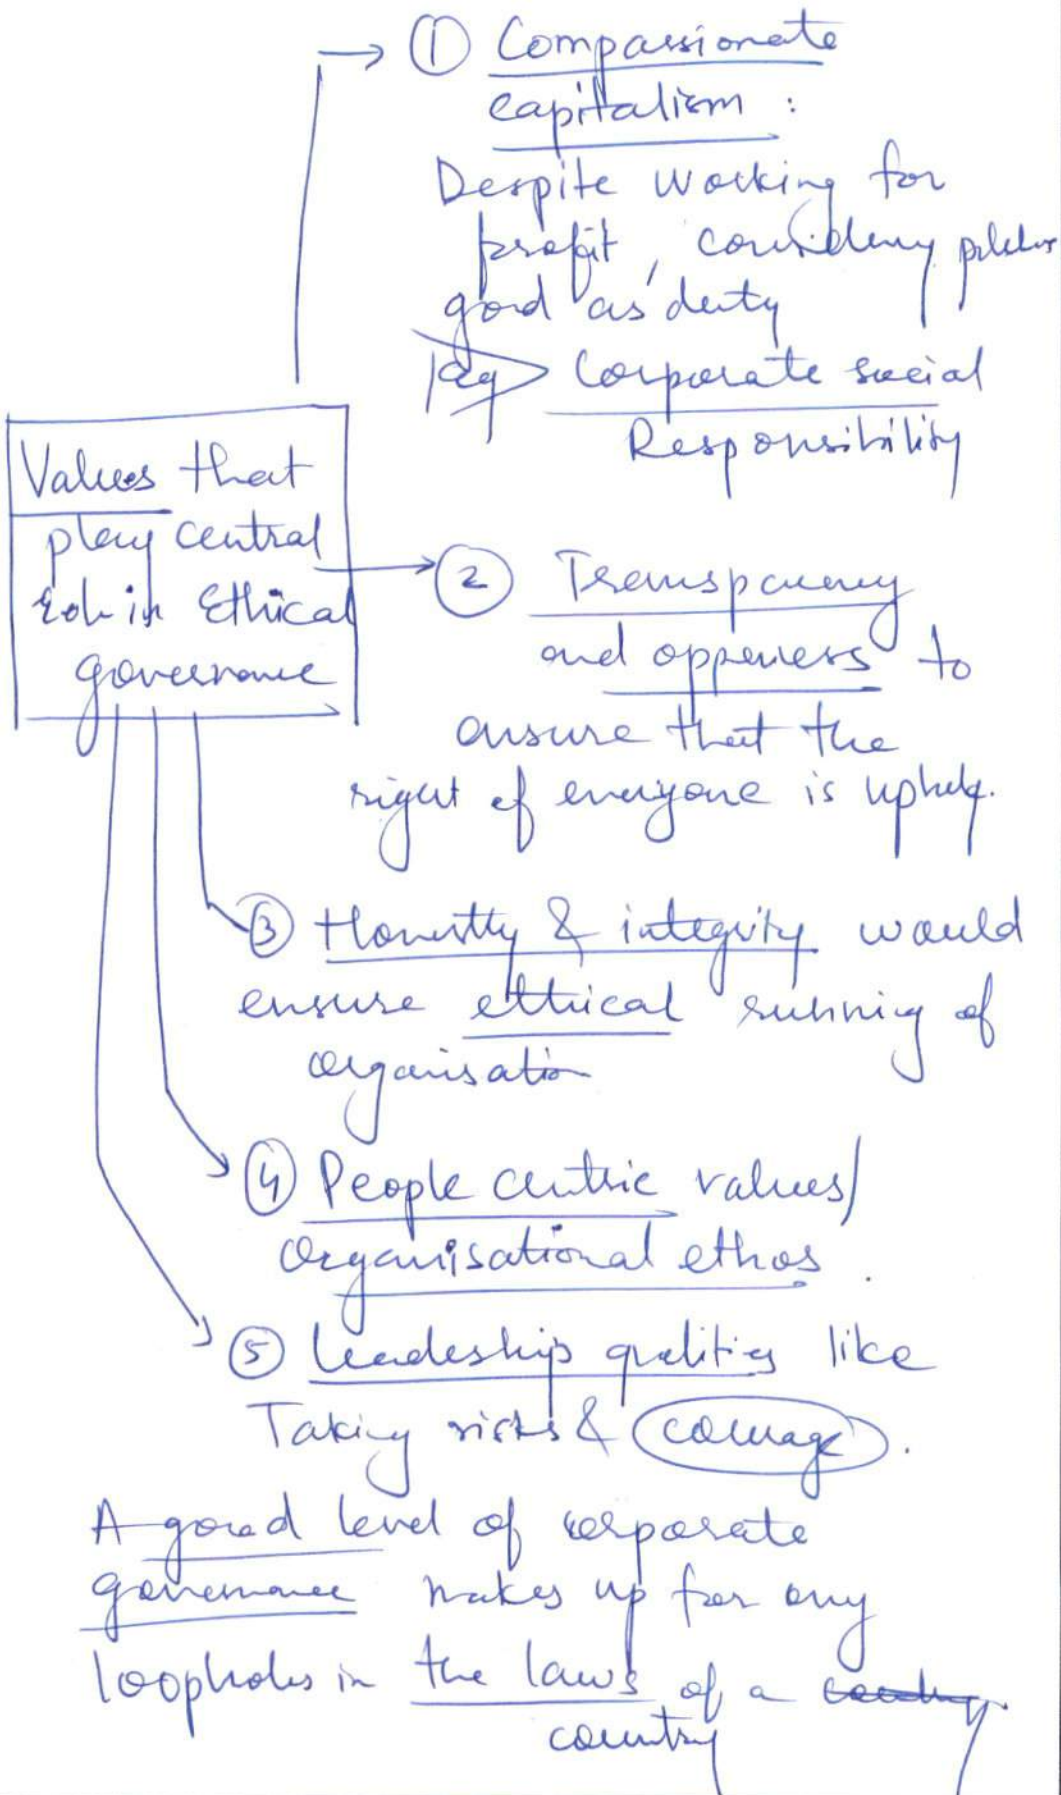 ① Compassionate
capitalism :
Despite working for
profit, considering public
good as duty
eg> Corporate social
Responsibility
Values that
play central
role in Ethical
governance
② Transparency
and oppeness to
ensure that the
right of everyone is upheld.
③ Honestty & integrity would
ensure ethical running of
organisation
④ People centric values/
organisational ethos.
⑤ Leadeship qualities like
Taking risks & courage.
A good level of corporate
governance makes up for any
loopholes in the laws of a
country